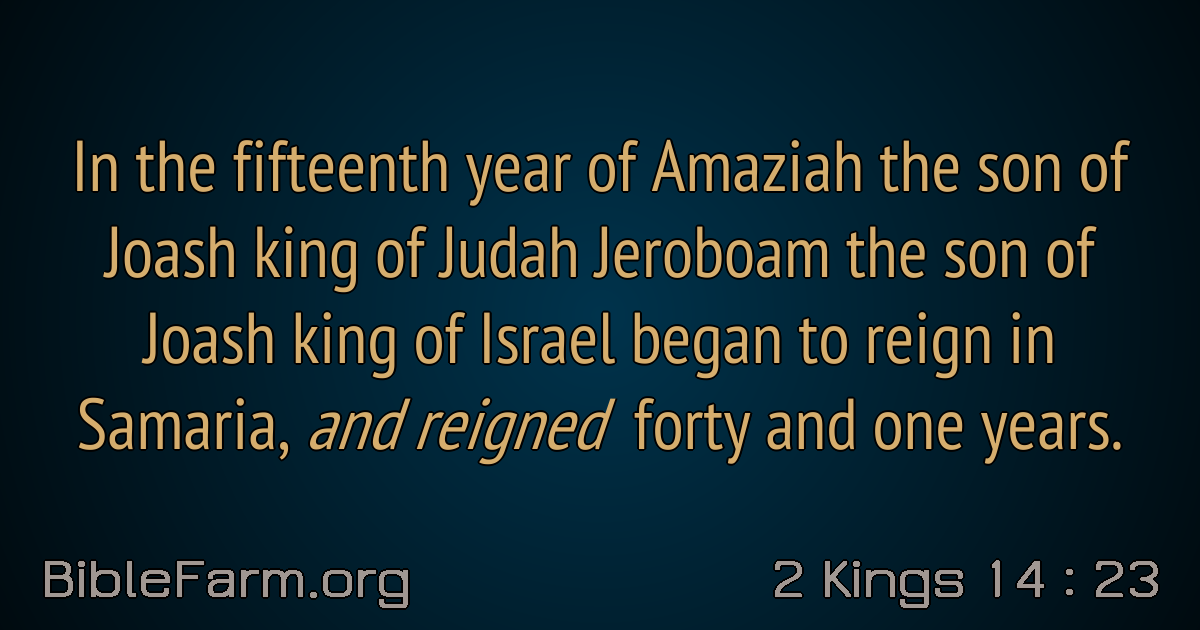 In the fifteenth year of Amaziah the son of
Joash king of Judah Jeroboam the son of
Joash king of Israel began to reign in
Samaria, and reigned forty and one years.
BibleFarm.org
2 Kings 14 : 23